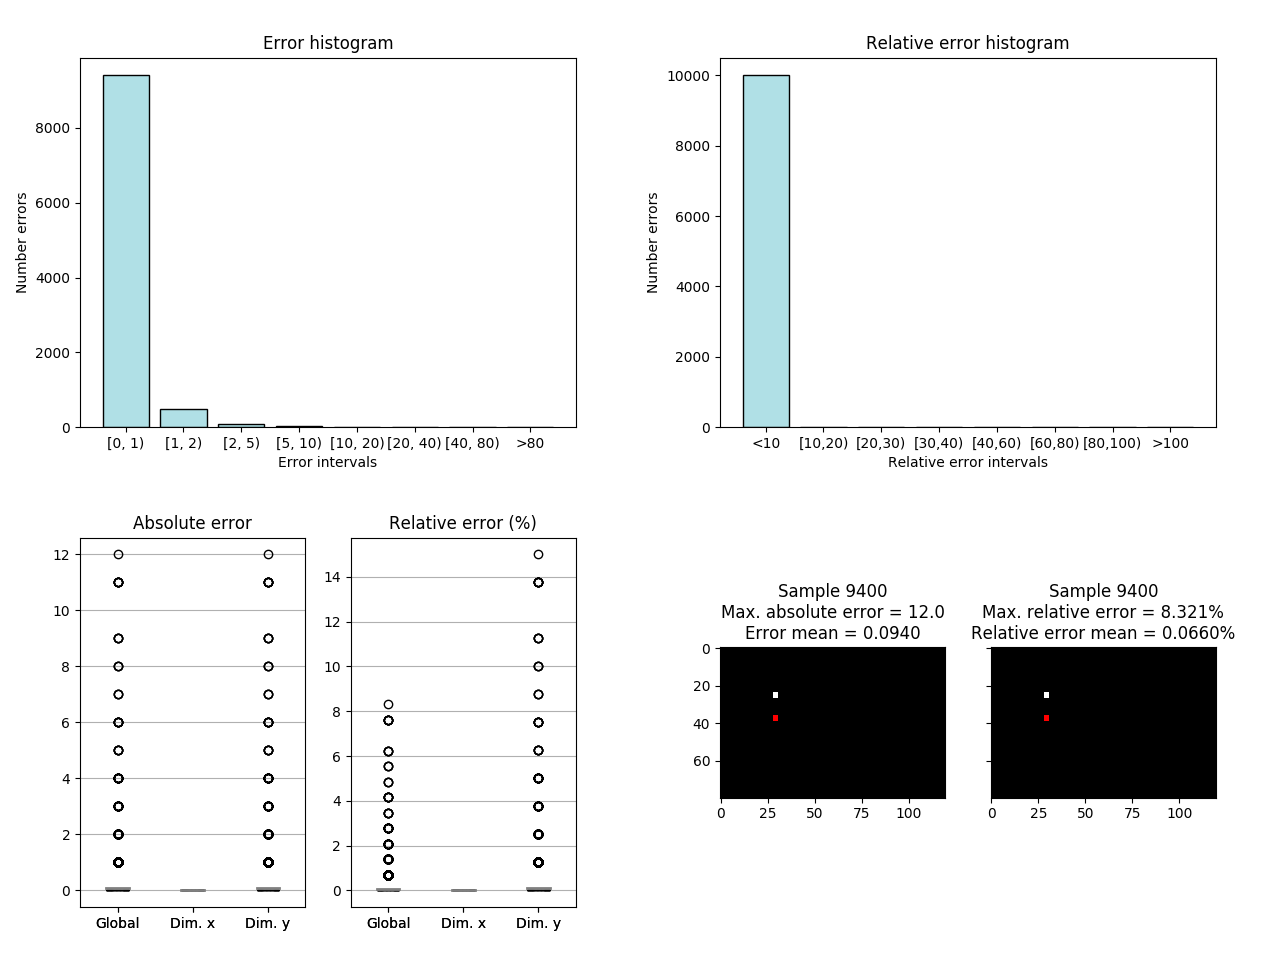 Error histogram
Number errors
8000
6000
4000
2000
0
[0, 1) [1, 2) [2, 5) [5, 10) [10, 20) [20, 40) [40, 80) >80
Error intervals
Relative error histogram
Number errors
10000
8000
6000
4000
2000
0
<10 [10,20) [20,30) [30,40) [40,60) [60,80) [80,100) >100
Relative error intervals
Absolute error
12
10
8
6
4
2
0
Global Dim. x Dim. y
Relative error (%)
14
12
10
8
6
4
2
0
Global Dim. x Dim. y
Sample 9400
Max. absolute error = 12.0
Error mean = 0.0940
0
20
40
60
0 25 50 75 100
Sample 9400
Max. relative error = 8.321%
Relative error mean = 0.0660%
0 25 50 75 100